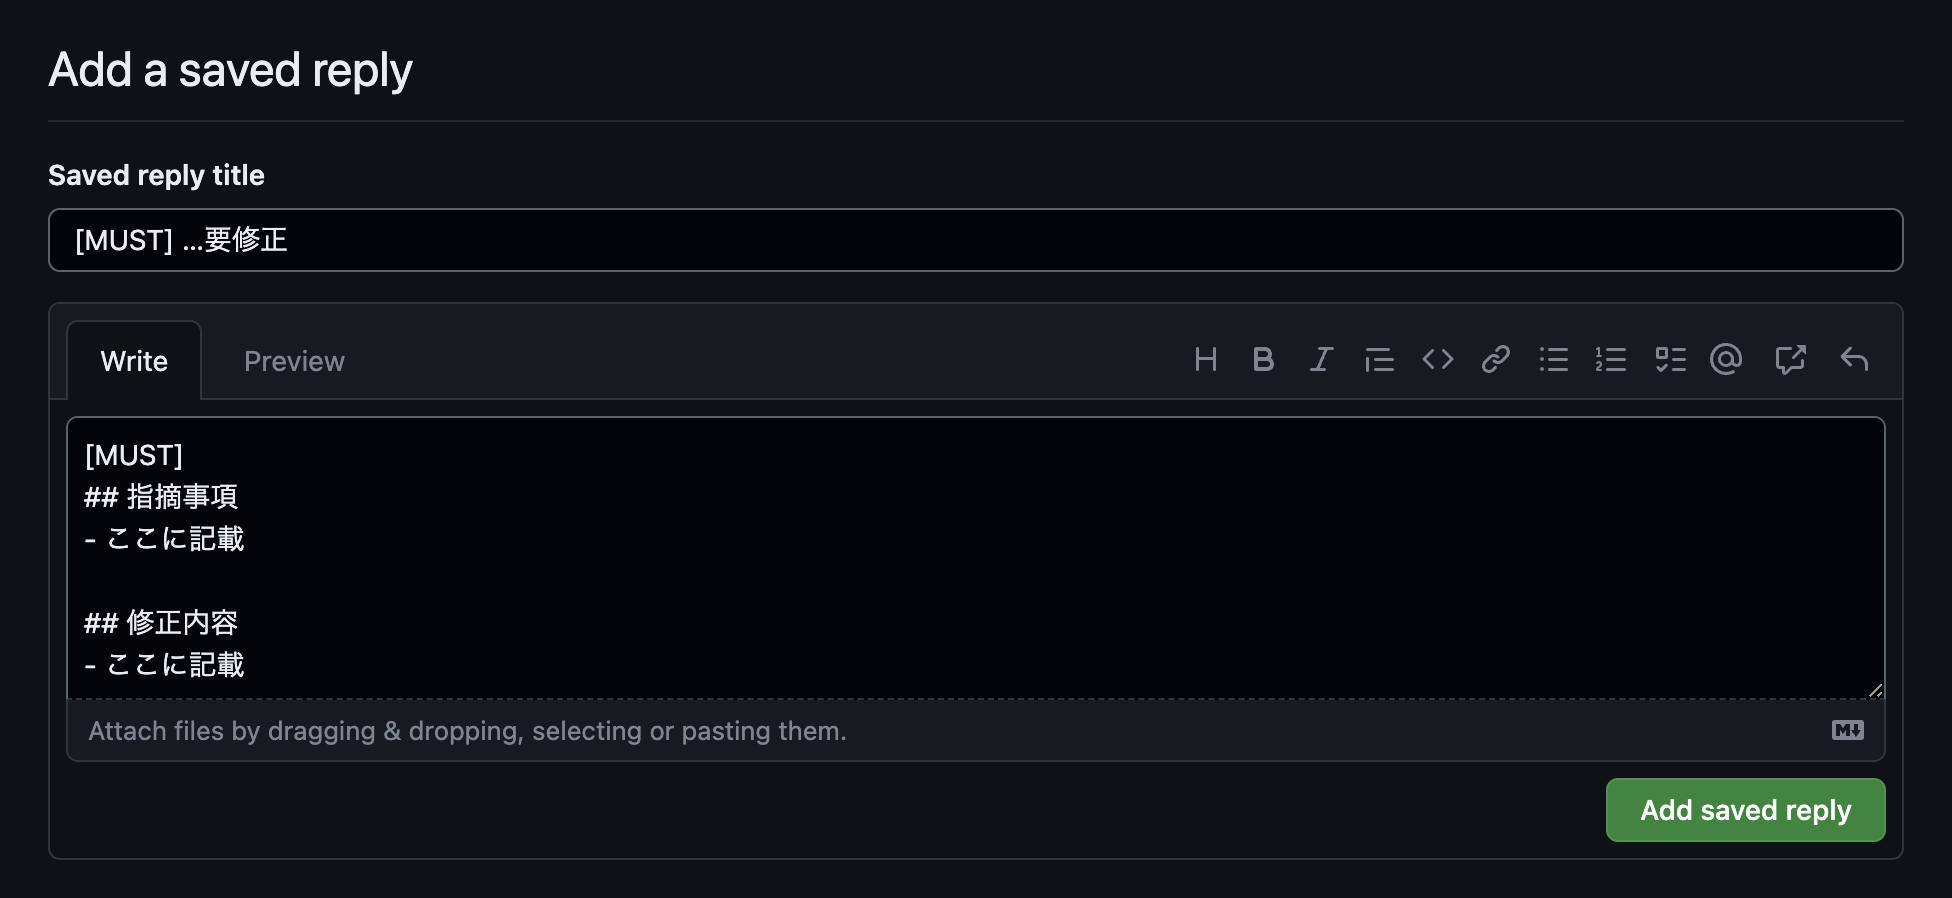 Add a saved reply
Saved reply title
[MUST] ...要修正
Write Preview
[MUST]
## 指摘事項
- ここに記載

## 修正内容
- ここに記載
Attach files by dragging & dropping, selecting or pasting them.
Add saved reply